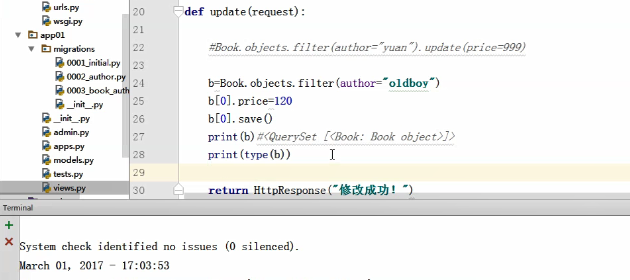 urls.py
wsgi.py
app01
migrations
0001_initial.py
0002_author.py
0003_book_auth
__init__.py
__init__.py
admin.py
apps.py
models.py
tests.py
views.py
20 def update(request):
21
22 #Book.objects.filter(author="yuan").update(price=999)
23
24 b=Book.objects.filter(author="oldboy")
25 b[0].price=120
26 b[0].save()
27 print(b)#<QuerySet [<Book: Book object>]>
28 print(type(b))
29
30 return HttpResponse("修改成功！")
Terminal
System check identified no issues (0 silenced).
March 01, 2017 - 17:03:53